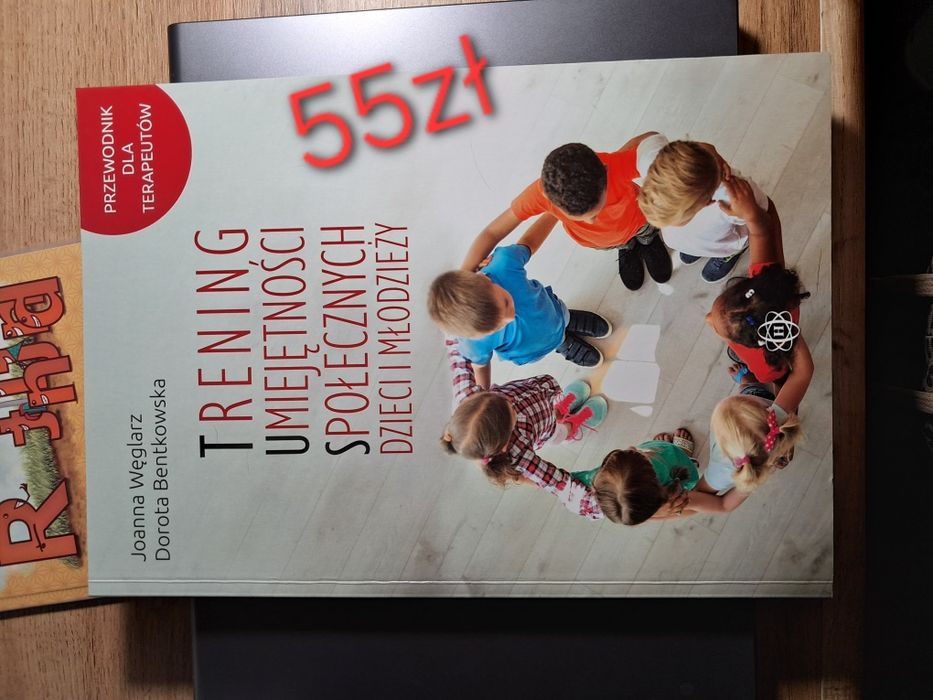 55zł
PRZEWODNIK
DLA
TERAPEUTÓW
Joanna Węglarz
Dorota Bentkowska
TRENING
UMIEJĘTNOŚCI
SPOŁECZNYCH
DZIECI I MŁODZIEŻY
H